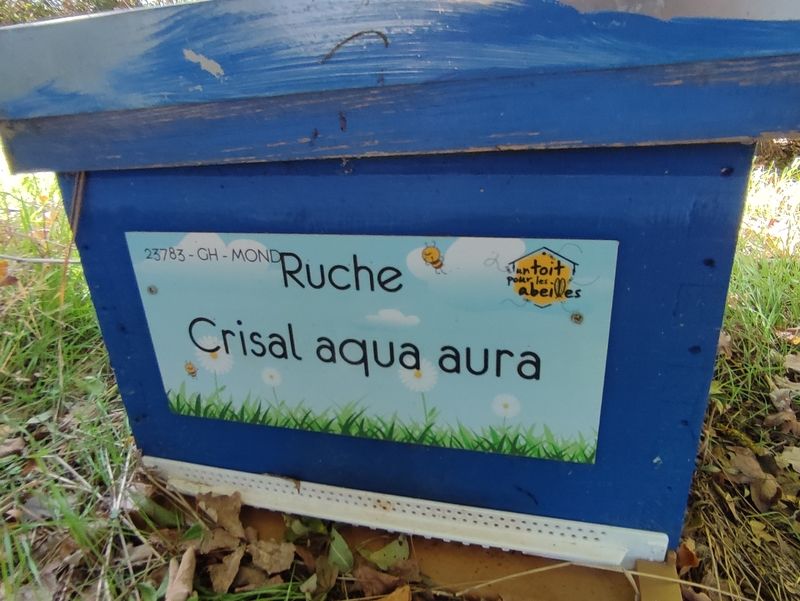 23783 - GH - MOND
Ruche
un toit
pour les
abeilles
Crisal aqua aura